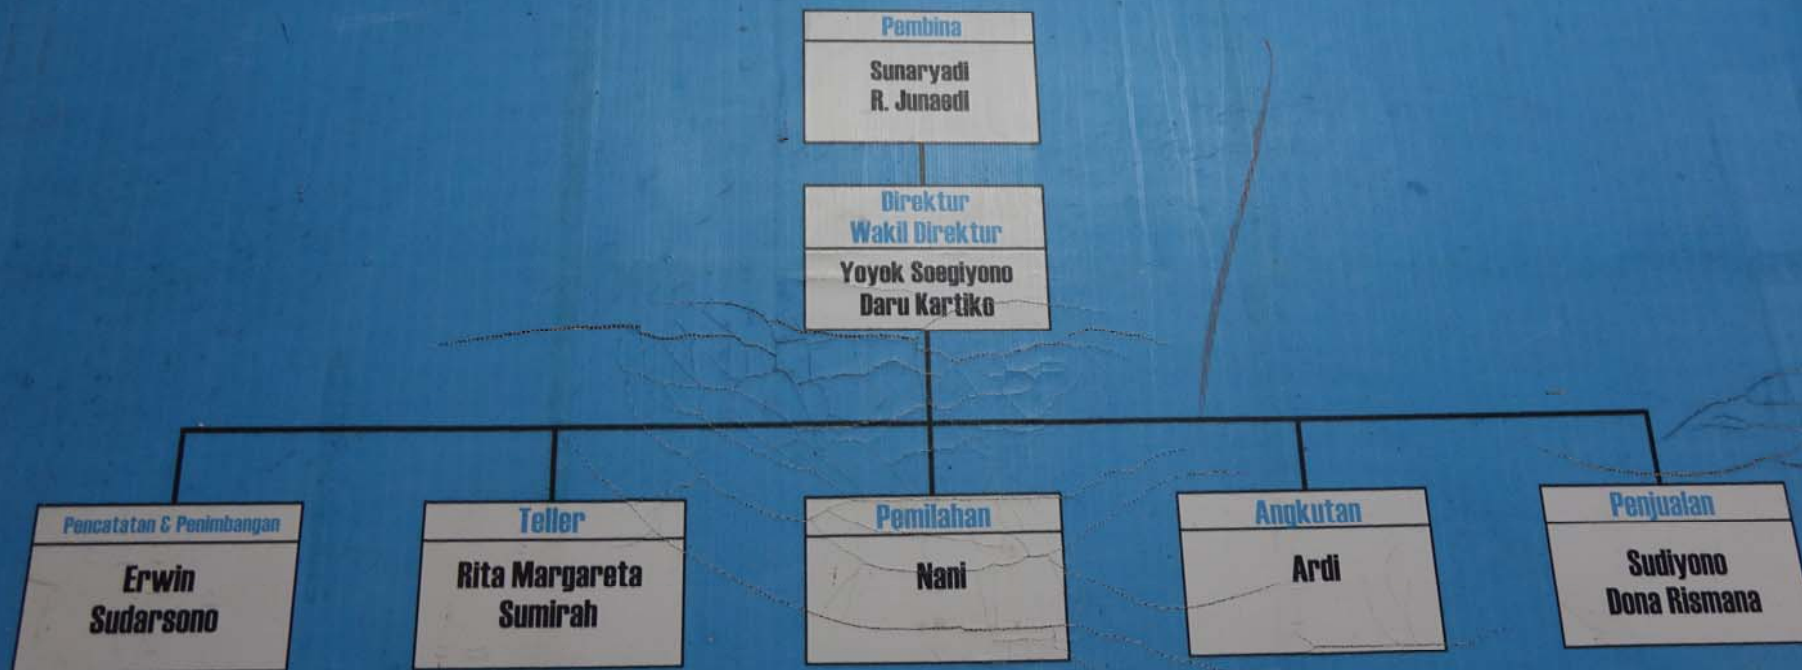 Pembina
Sunaryadi
R. Junaedi
Direktur
Wakil Direktur
Yoyok Soegiyono
Daru Kartiko
Pencatatan & Penimbangan
Erwin
Sudarsono
Teller
Rita Margareta
Sumirah
Pemilahan
Nani
Angkutan
Ardi
Penjualan
Sudiyono
Dona Rismana